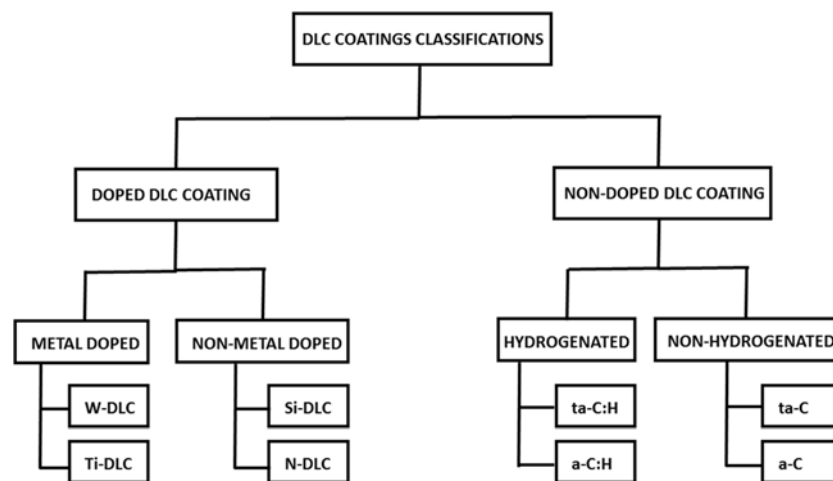 DLC COATINGS CLASSIFICATIONS
DOPED DLC COATING
NON-DOPED DLC COATING
METAL DOPED
NON-METAL DOPED
HYDROGENATED
NON-HYDROGENATED
W-DLC
Si-DLC
ta-C:H
ta-C
Ti-DLC
N-DLC
a-C:H
a-C